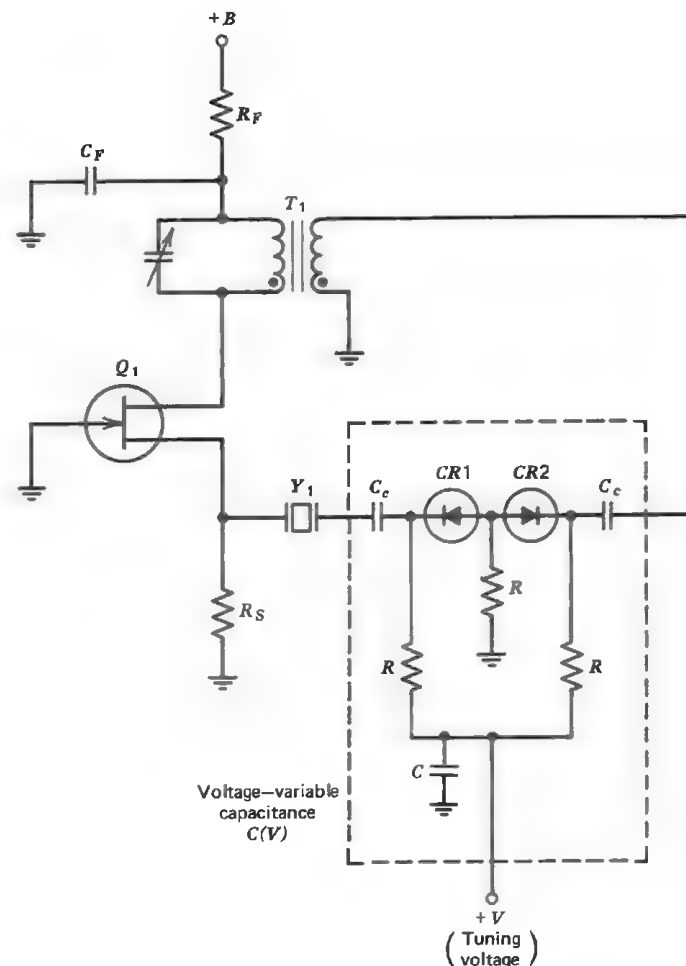 +B
R_F
C_F
T_1
Q_1
Y_1
C_c
CR1
CR2
C_c
R
R_S
R
R
C
Voltage–variable
capacitance
C(V)
+V
(Tuning
voltage)